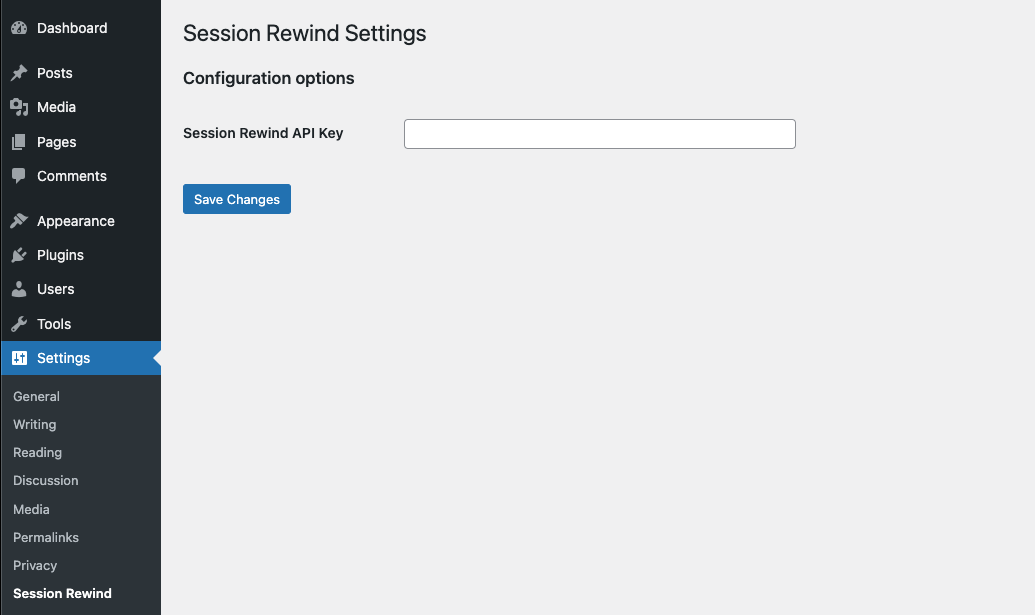 Dashboard
Posts
Media
Pages
Comments
Appearance
Plugins
Users
Tools
Settings
General
Writing
Reading
Discussion
Media
Permalinks
Privacy
Session Rewind
Session Rewind Settings
Configuration options
Session Rewind API Key
Save Changes